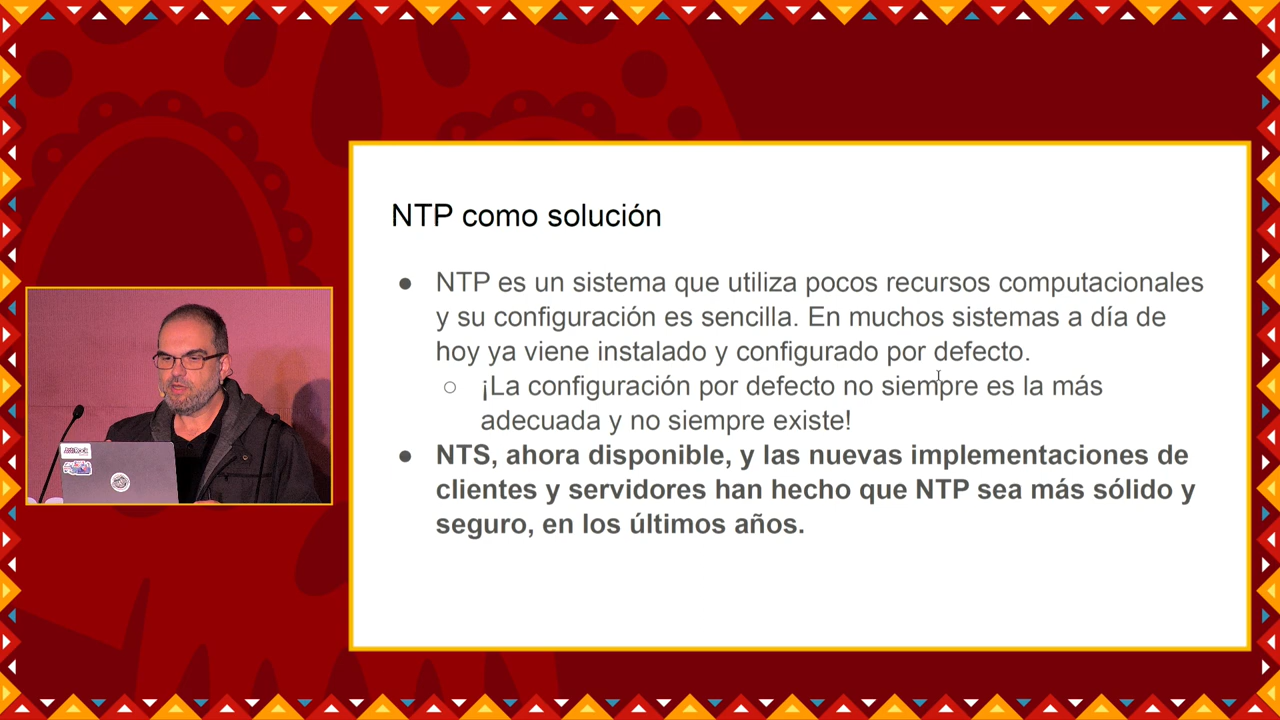 NTP como solución
● NTP es un sistema que utiliza pocos recursos computacionales
y su configuración es sencilla. En muchos sistemas a día de
hoy ya viene instalado y configurado por defecto.
○ ¡La configuración por defecto no siempre es la más
adecuada y no siempre existe!
● NTS, ahora disponible, y las nuevas implementaciones de
clientes y servidores han hecho que NTP sea más sólido y
seguro, en los últimos años.